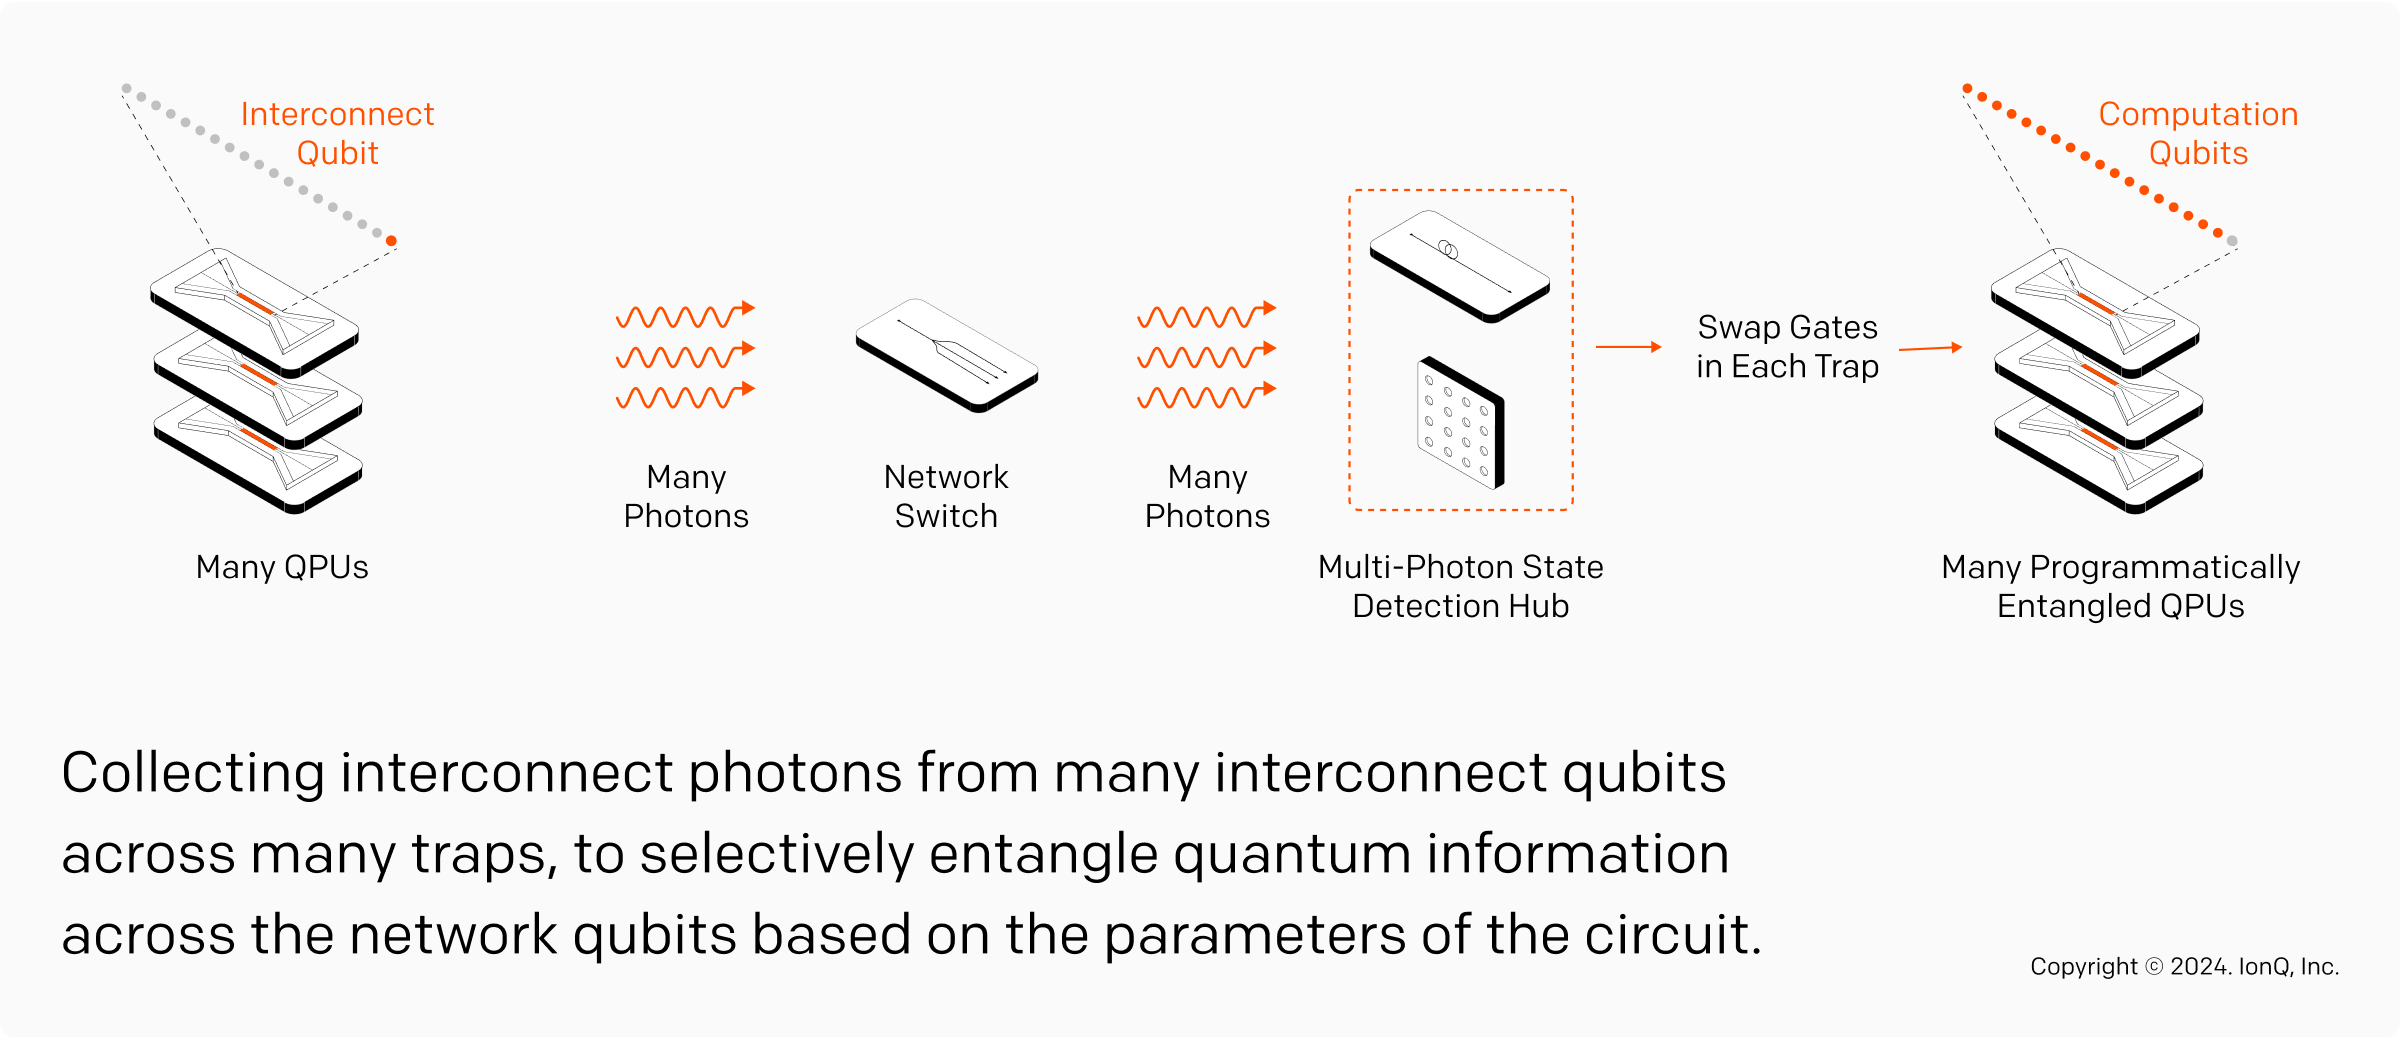 Interconnect
Qubit
Computation
Qubits
Swap Gates
in Each Trap
Many
Photons
Network
Switch
Many
Photons
Many QPUs
Multi-Photon State
Detection Hub
Many Programmatically
Entangled QPUs
Collecting interconnect photons from many interconnect qubits
across many traps, to selectively entangle quantum information
across the network qubits based on the parameters of the circuit.
Copyright © 2024. IonQ, Inc.